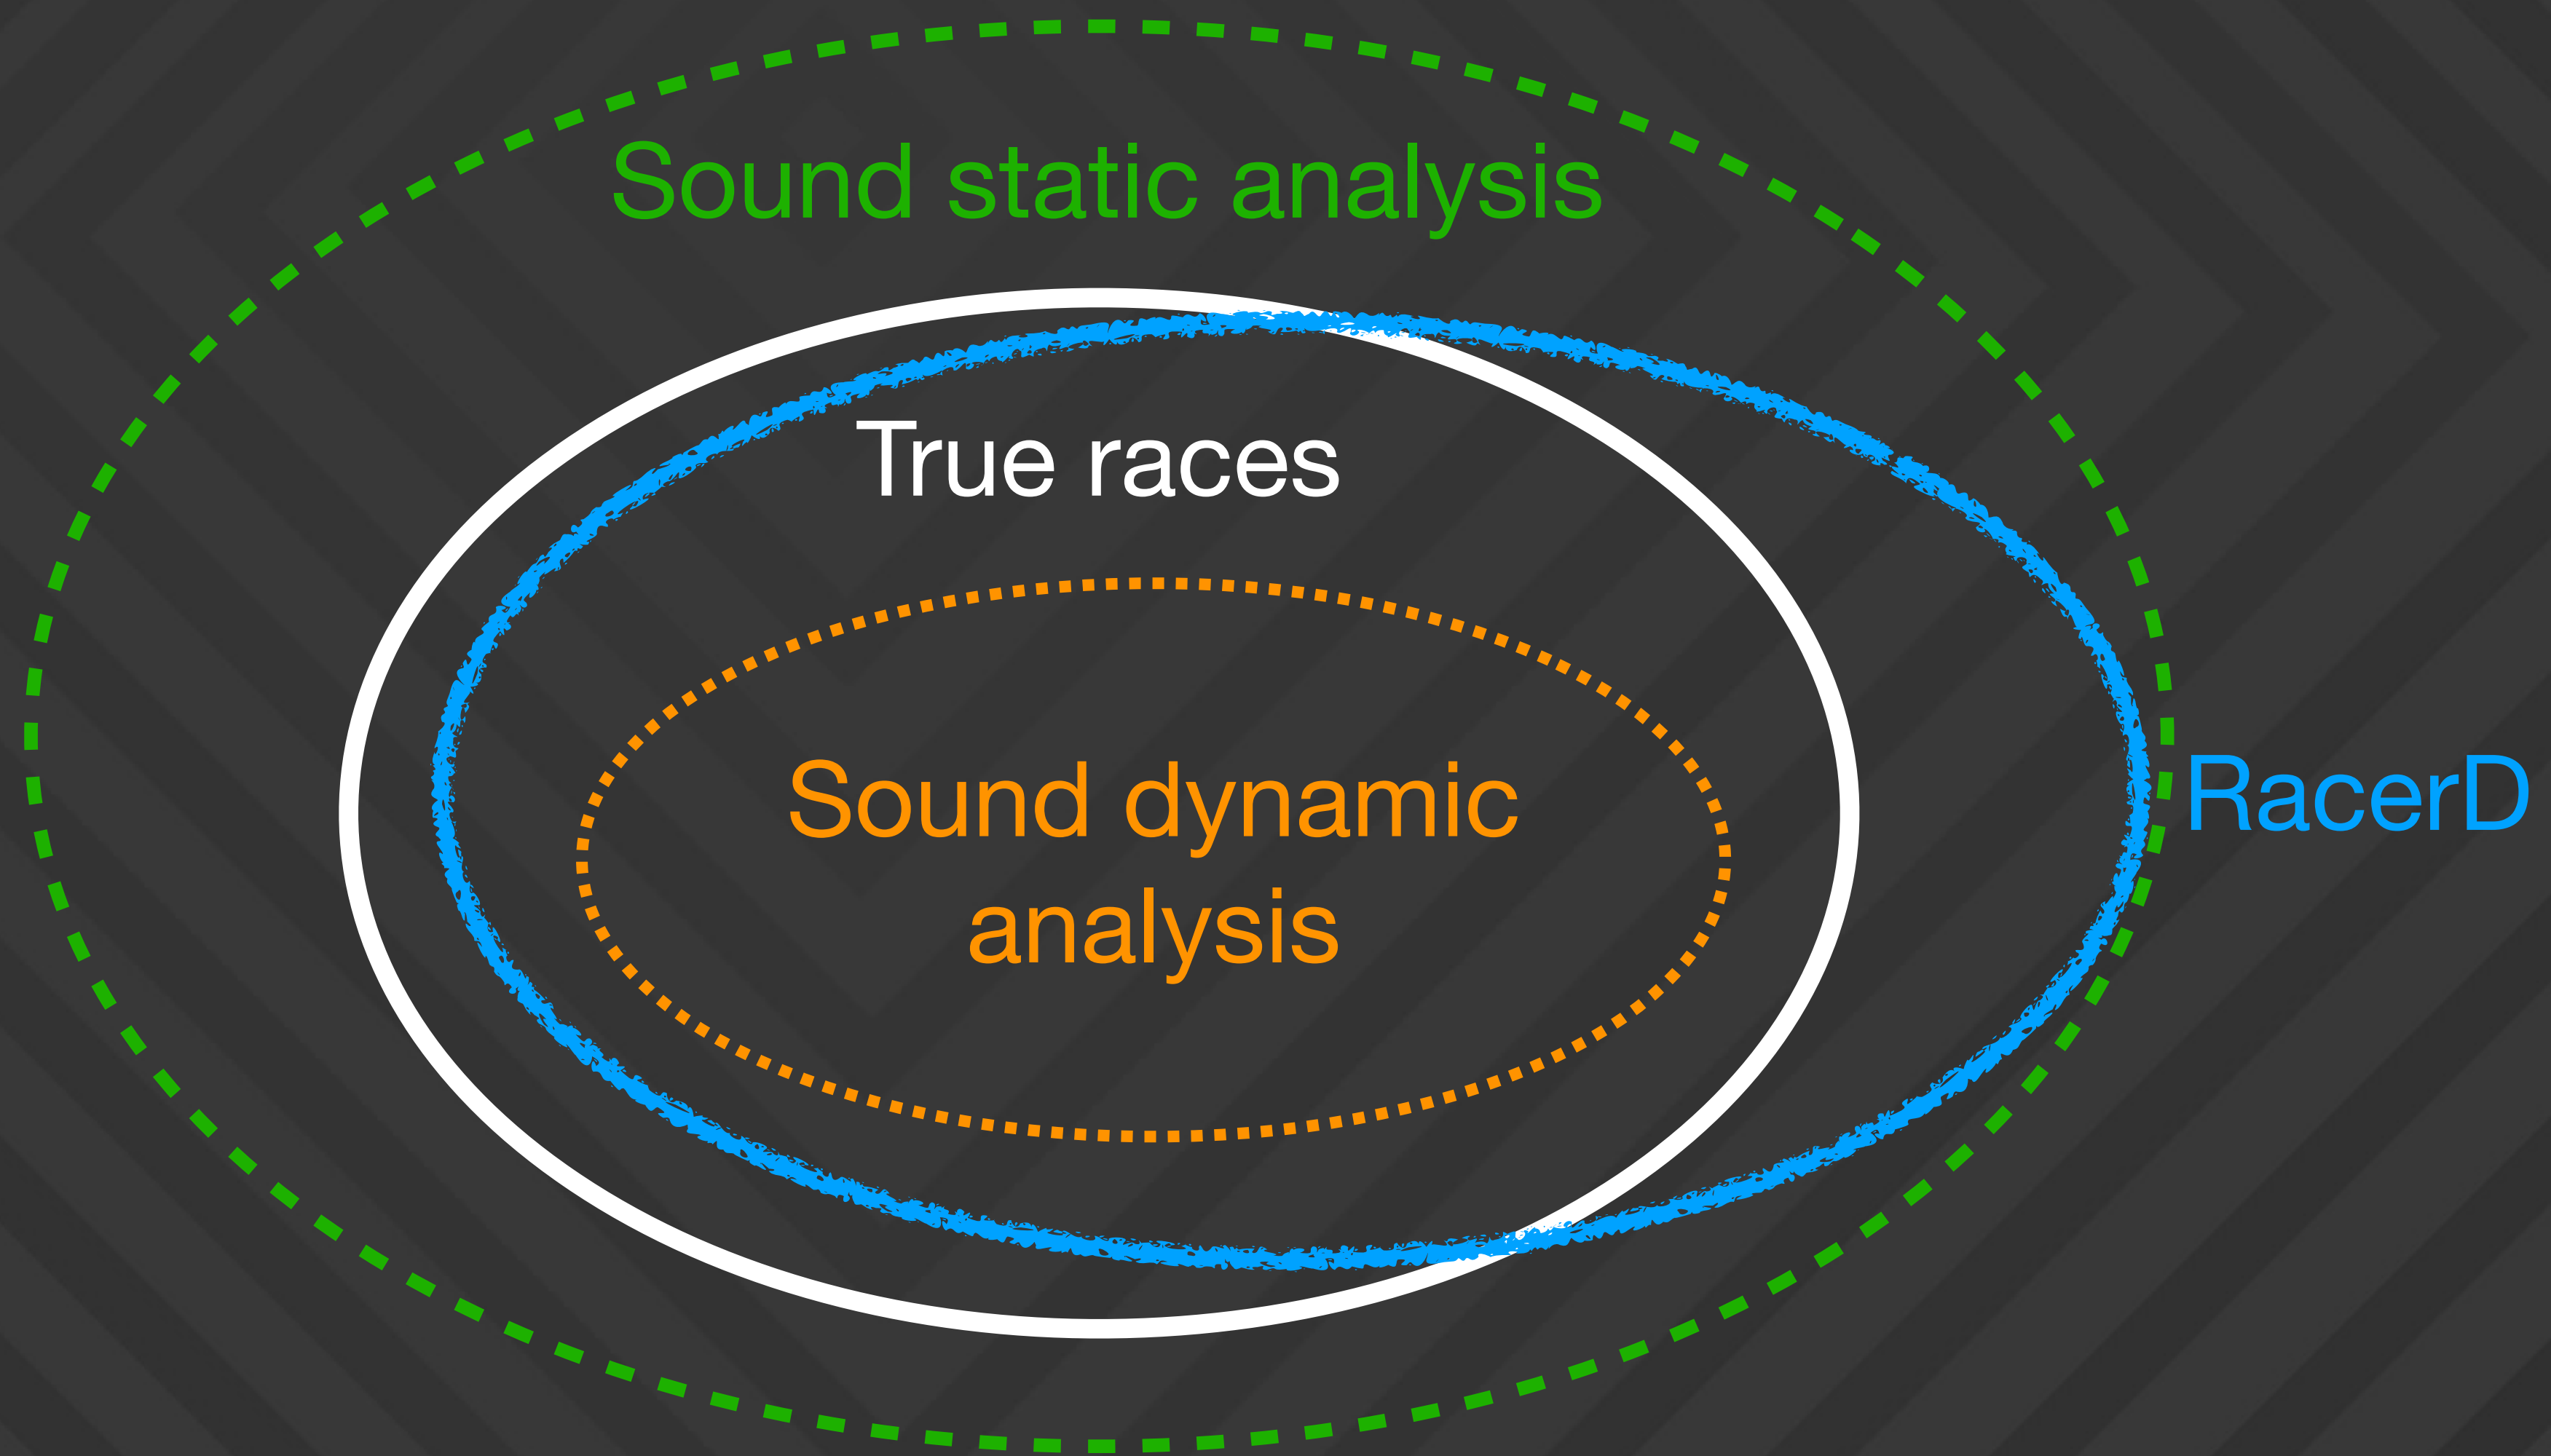 Sound static analysis
True races
Sound dynamic
analysis
RacerD